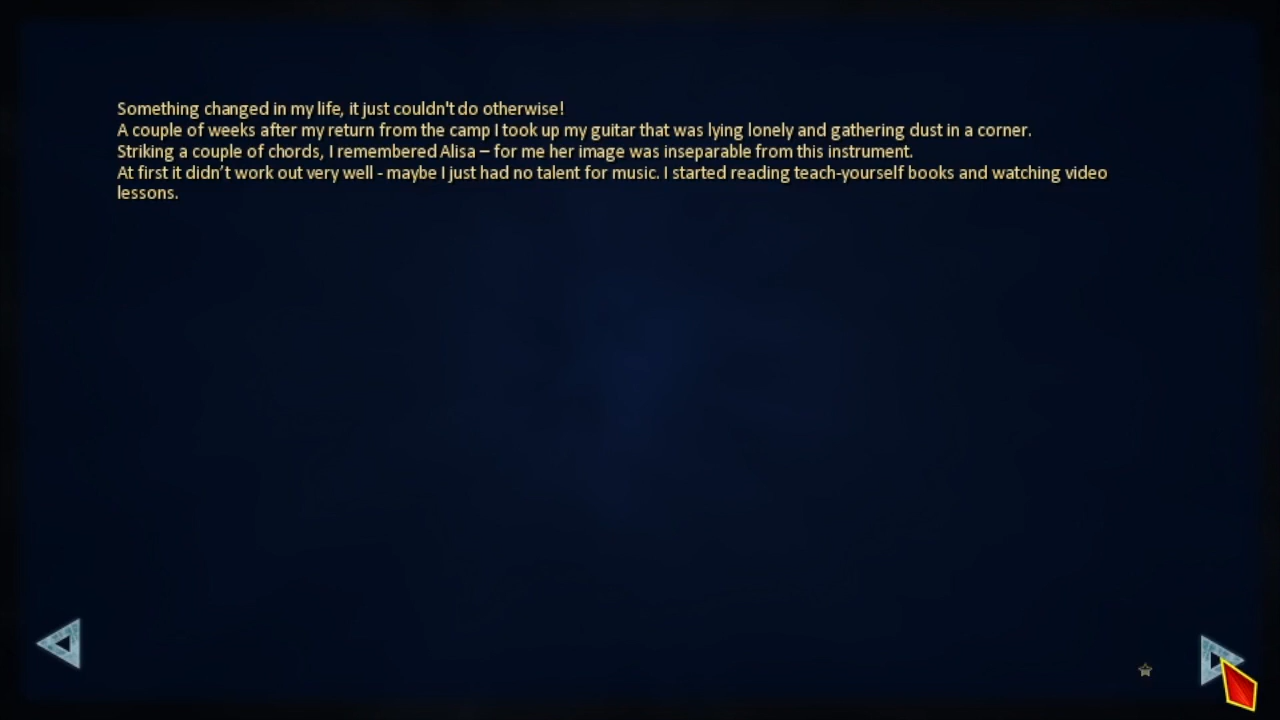 Something changed in my life, it just couldn't do otherwise!
A couple of weeks after my return from the camp I took up my guitar that was lying lonely and gathering dust in a corner.
Striking a couple of chords, I remembered Alisa – for me her image was inseparable from this instrument.
At first it didn’t work out very well - maybe I just had no talent for music. I started reading teach-yourself books and watching video
lessons.